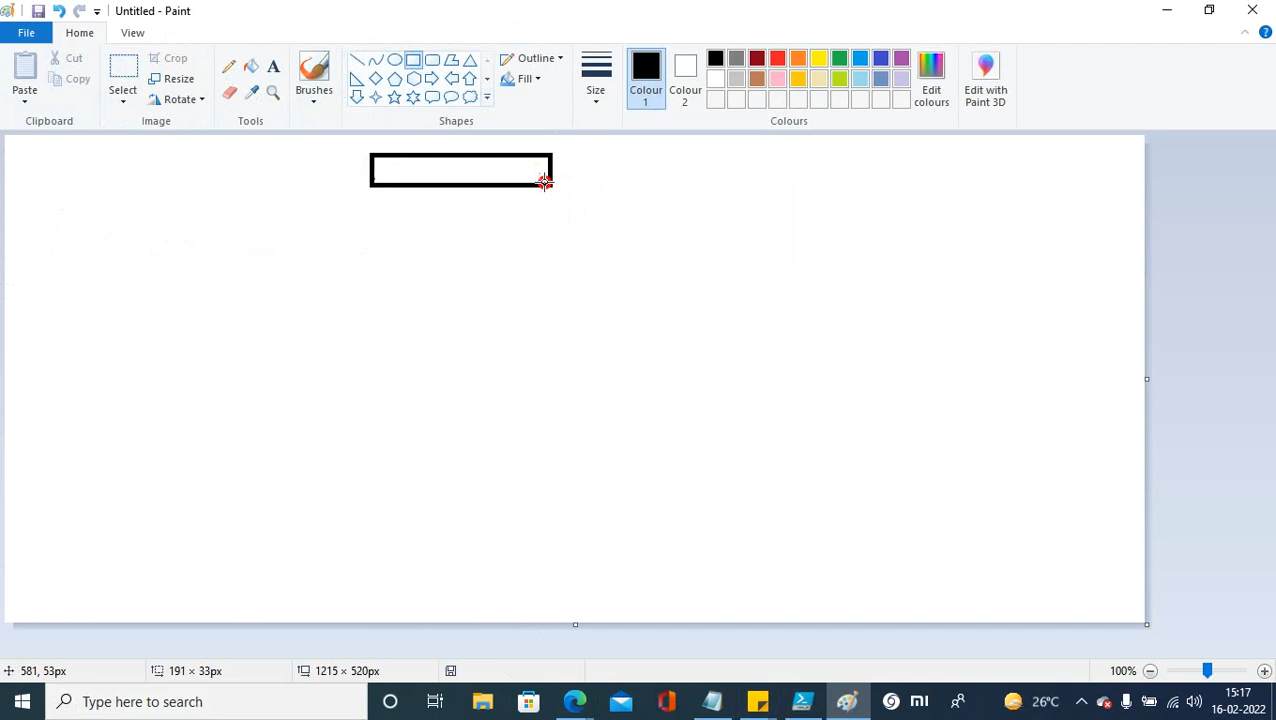 Untitled - Paint
File
Home
View
Paste
Cut
Copy
Clipboard
Select
Crop
Resize
Rotate
Image
A
Tools
Brushes
Shapes
Outline
Fill
Size
Colour
1
Colour
2
Colours
Edit
colours
Edit with
Paint 3D
581, 53px
191 × 33px
1215 × 520px
100%
Type here to search
26°C
15:17
16-02-2022